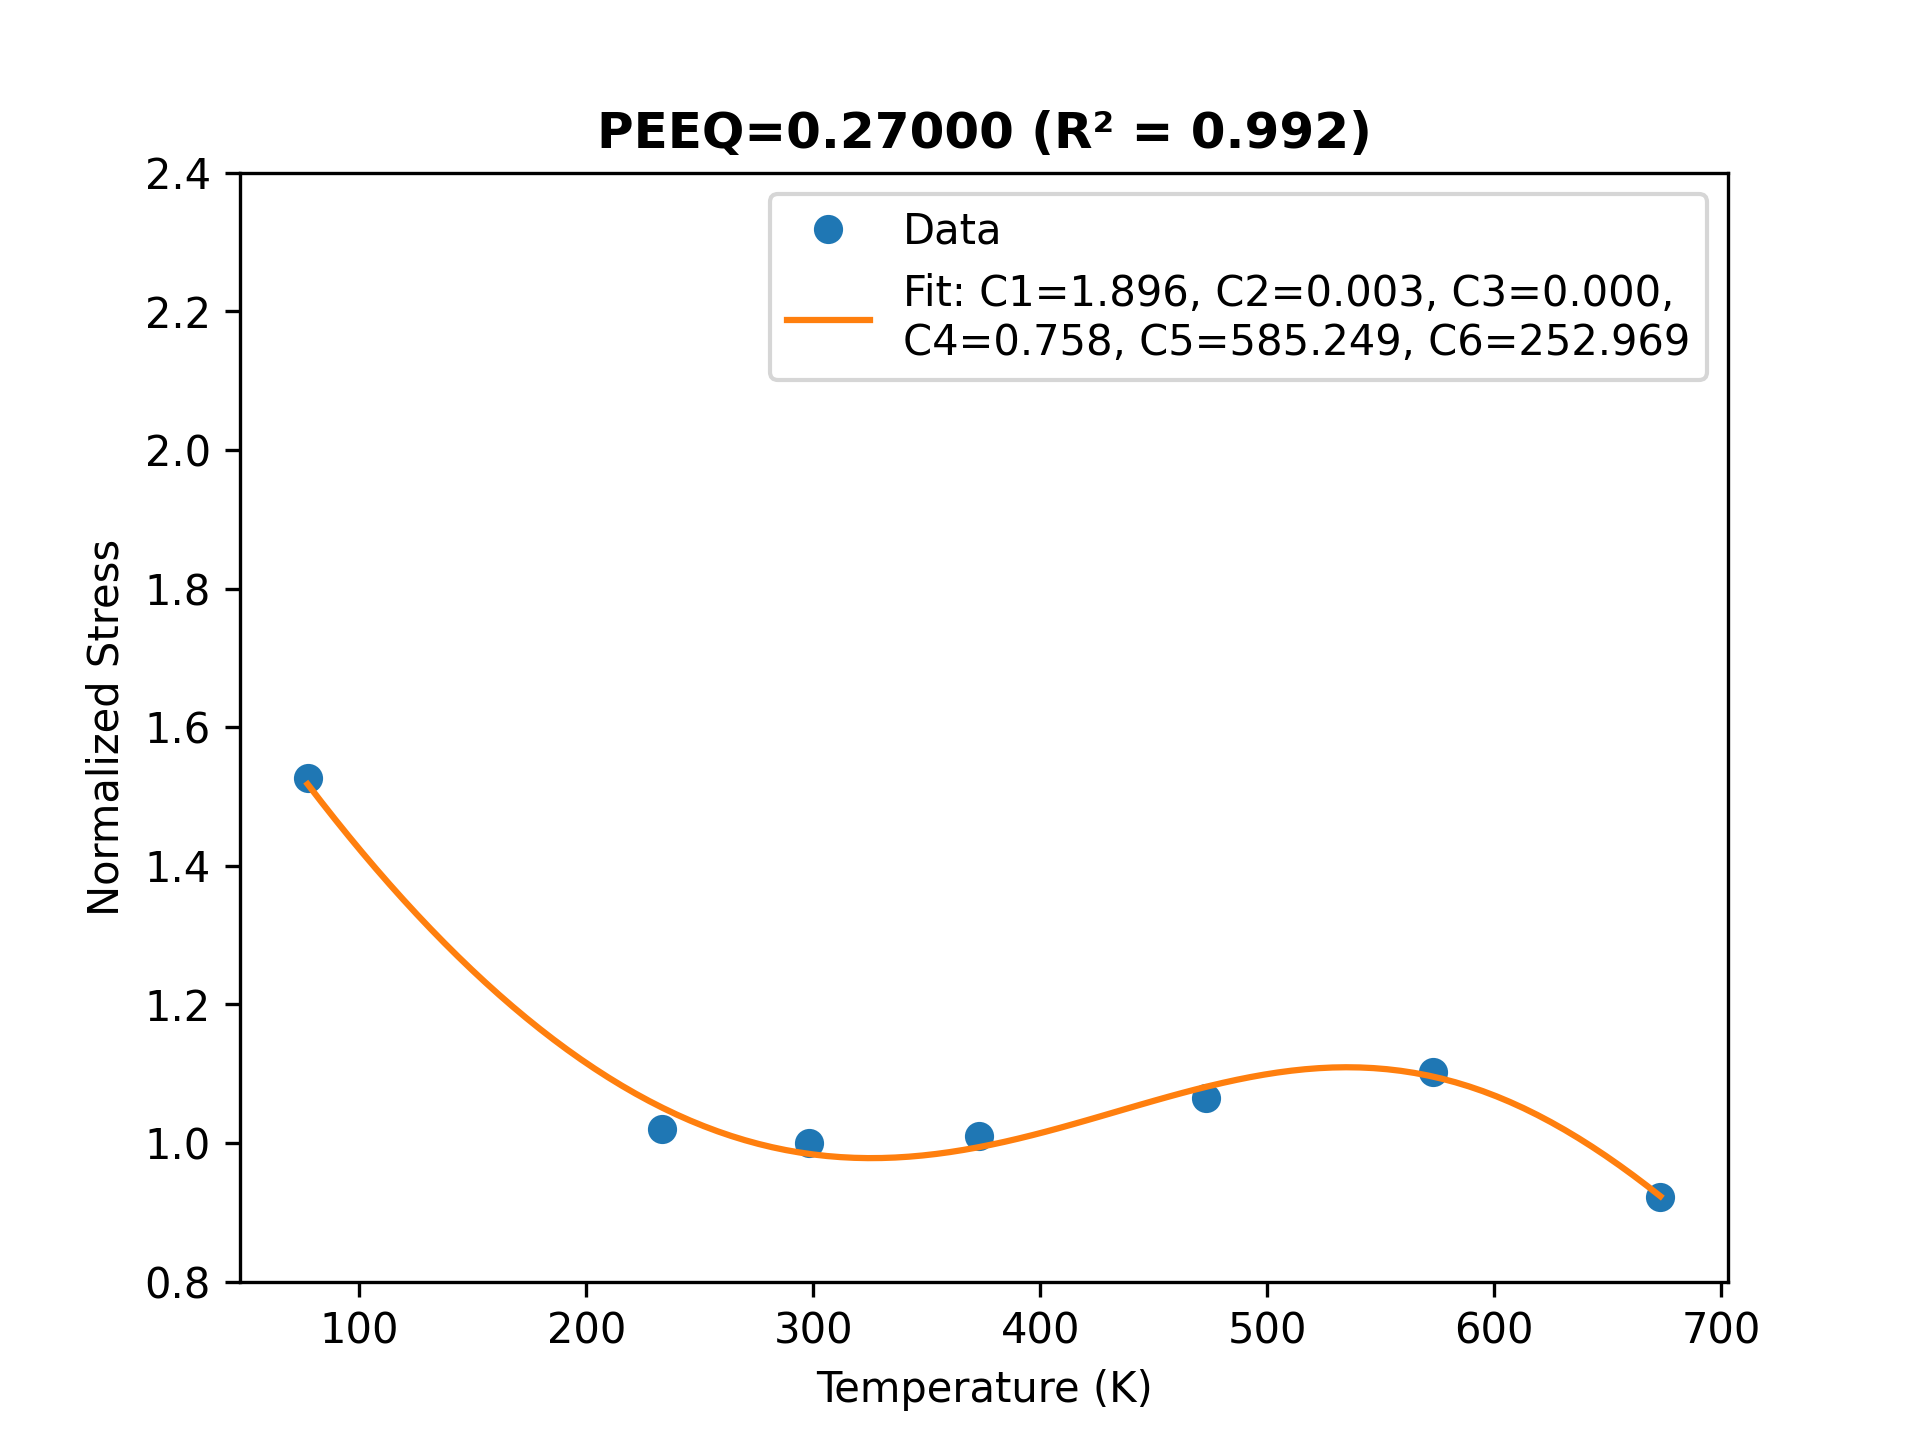 PEEQ=0.27000 (R² = 0.992)
2.4
2.2
2.0
1.8
1.6
1.4
1.2
1.0
0.8
Normalized Stress
Data
Fit: C1=1.896, C2=0.003, C3=0.000,
C4=0.758, C5=585.249, C6=252.969
100 200 300 400 500 600 700
Temperature (K)